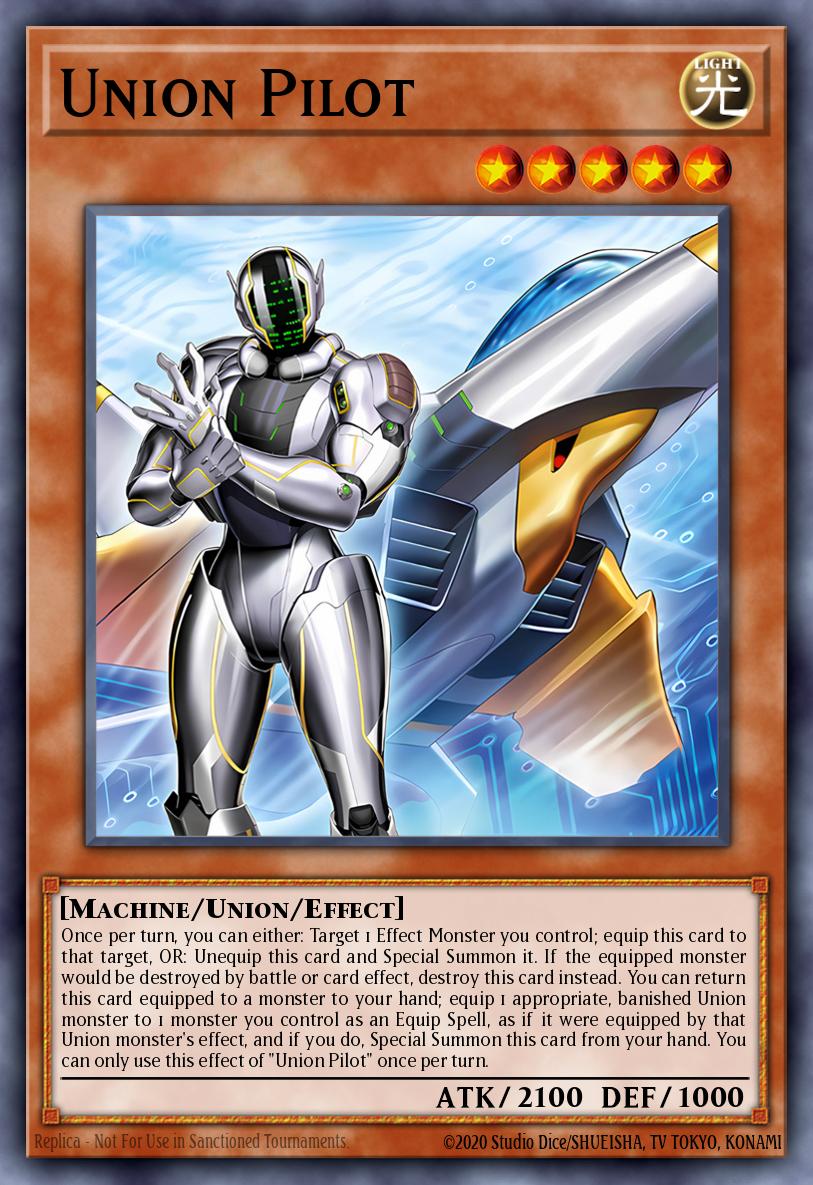 Union Pilot
LIGHT
光
[Machine/Union/Effect]
Once per turn, you can either: Target 1 Effect Monster you control; equip this card to
that target, OR: Unequip this card and Special Summon it. If the equipped monster
would be destroyed by battle or card effect, destroy this card instead. You can return
this card equipped to a monster to your hand; equip 1 appropriate, banished Union
monster to 1 monster you control as an Equip Spell, as if it were equipped by that
Union monster's effect, and if you do, Special Summon this card from your hand. You
can only use this effect of "Union Pilot" once per turn.
ATK/2100 DEF/1000
Replica - Not For Use in Sanctioned Tournaments.
©2020 Studio Dice/SHUEISHA, TV TOKYO, KONAMI